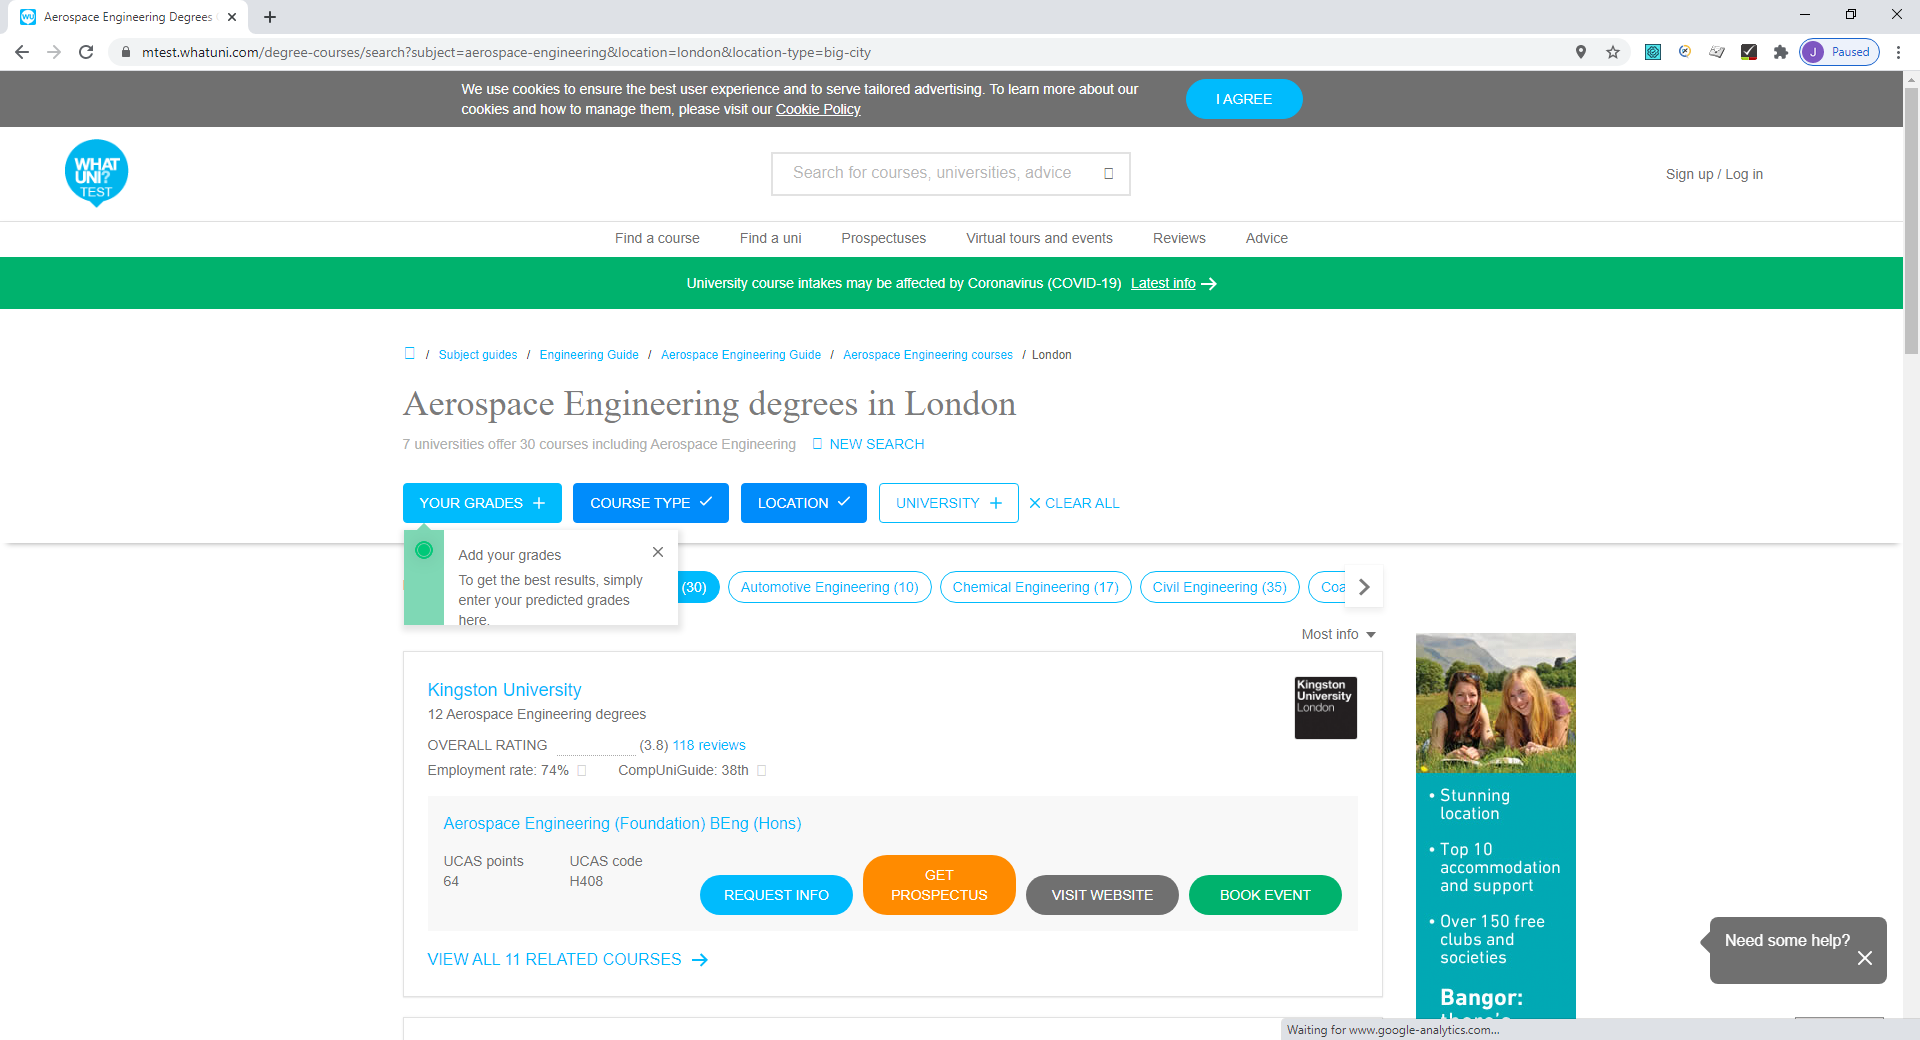 Aerospace Engineering Degrees
mtest.whatuni.com/degree-courses/search?subject=aerospace-engineering&location=london&location-type=big-city
J Paused
We use cookies to ensure the best user experience and to serve tailored advertising. To learn more about our
cookies and how to manage them, please visit our Cookie Policy
I AGREE
WHAT
UNI?
TEST
Search for courses, universities, advice
Sign up / Log in
Find a course Find a uni Prospectuses Virtual tours and events Reviews Advice
University course intakes may be affected by Coronavirus (COVID-19) Latest info
/ Subject guides / Engineering Guide / Aerospace Engineering Guide / Aerospace Engineering courses / London
Aerospace Engineering degrees in London
7 universities offer 30 courses including Aerospace Engineering NEW SEARCH
YOUR GRADES COURSE TYPE LOCATION UNIVERSITY CLEAR ALL
Add your grades
To get the best results, simply
enter your predicted grades
here.
(30) Automotive Engineering (10) Chemical Engineering (17) Civil Engineering (35) Coa
Most info
Kingston University
12 Aerospace Engineering degrees
OVERALL RATING (3.8) 118 reviews
Employment rate: 74% CompUniGuide: 38th
Kingston
University
London
Aerospace Engineering (Foundation) BEng (Hons)
UCAS points UCAS code
64 H408
REQUEST INFO
GET
PROSPECTUS
VISIT WEBSITE
BOOK EVENT
VIEW ALL 11 RELATED COURSES
• Stunning
location
• Top 10
accommodation
and support
• Over 150 free
clubs and
societies
Bangor:
there's
Need some help?
Waiting for www.google-analytics.com...